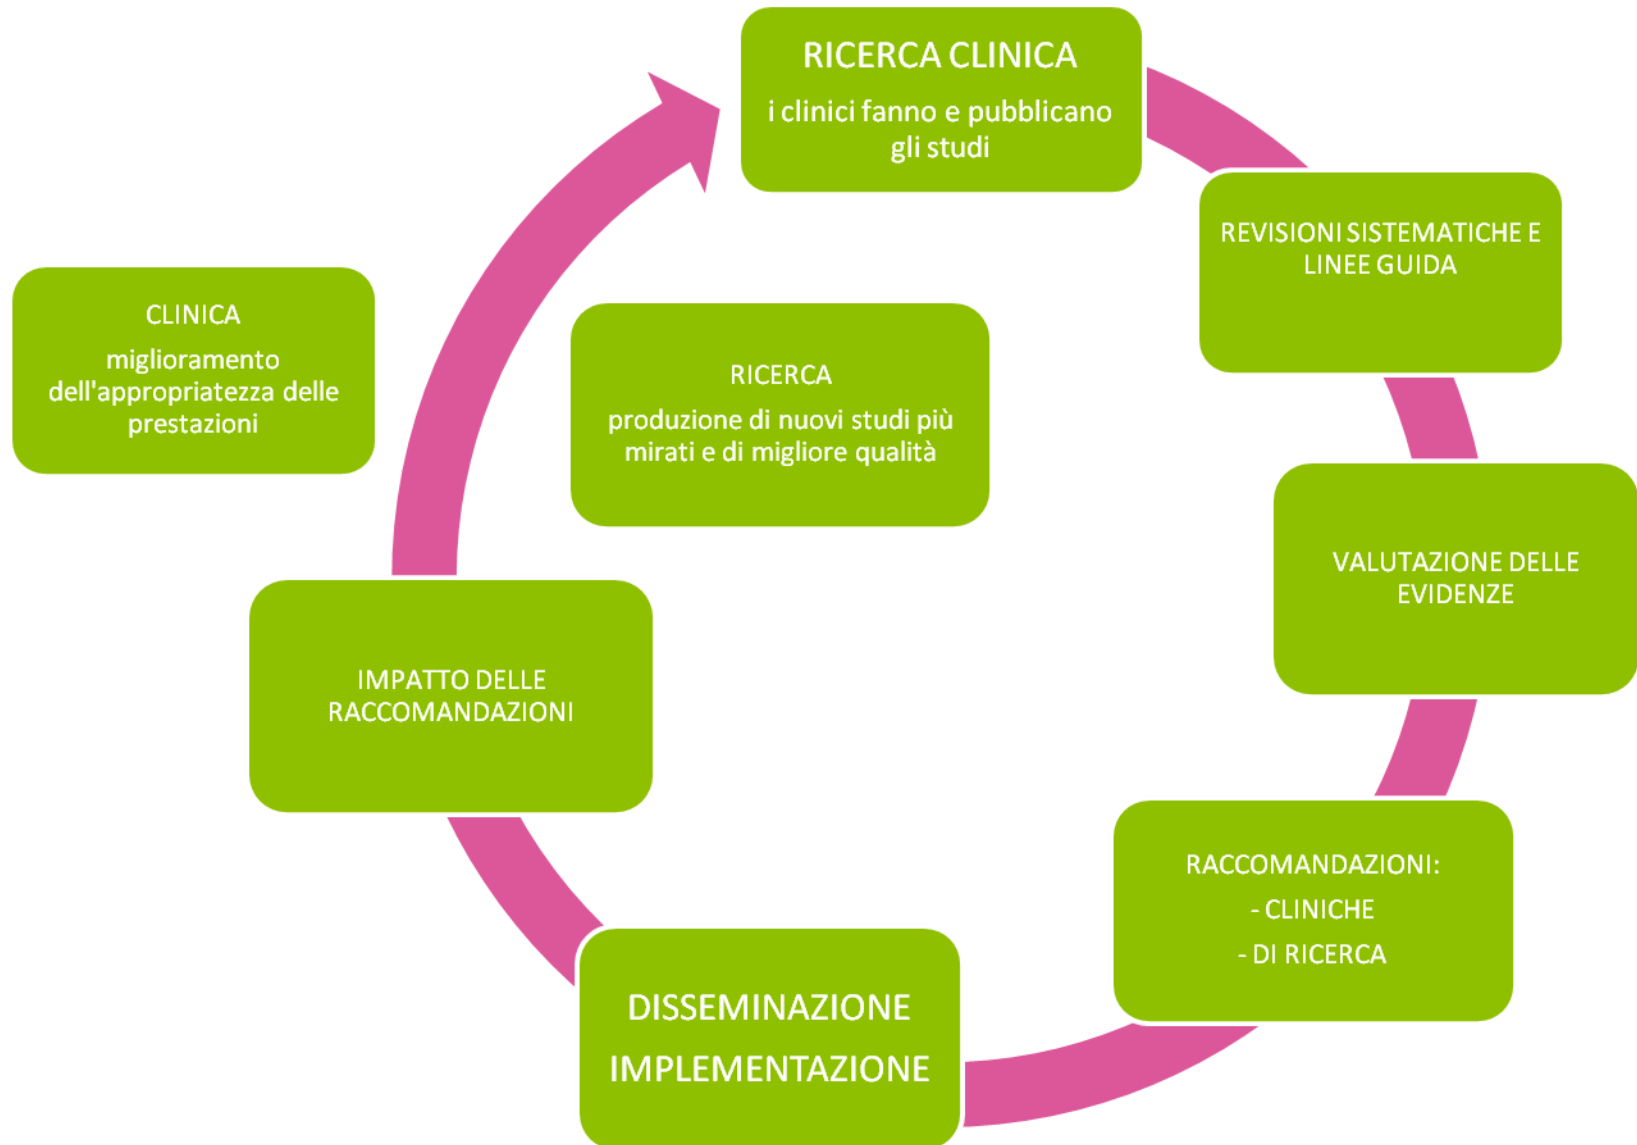 RICERCA CLINICA
i clinici fanno e pubblicano
gli studi
REVISIONI SISTEMATICHE E
LINEE GUIDA
VALUTAZIONE DELLE
EVIDENZE
RACCOMANDAZIONI:
- CLINICHE
- DI RICERCA
DISSEMINAZIONE
IMPLEMENTAZIONE
IMPATTO DELLE
RACCOMANDAZIONI
CLINICA
miglioramento
dell'appropriatezza delle
prestazioni
RICERCA
produzione di nuovi studi più
mirati e di migliore qualità